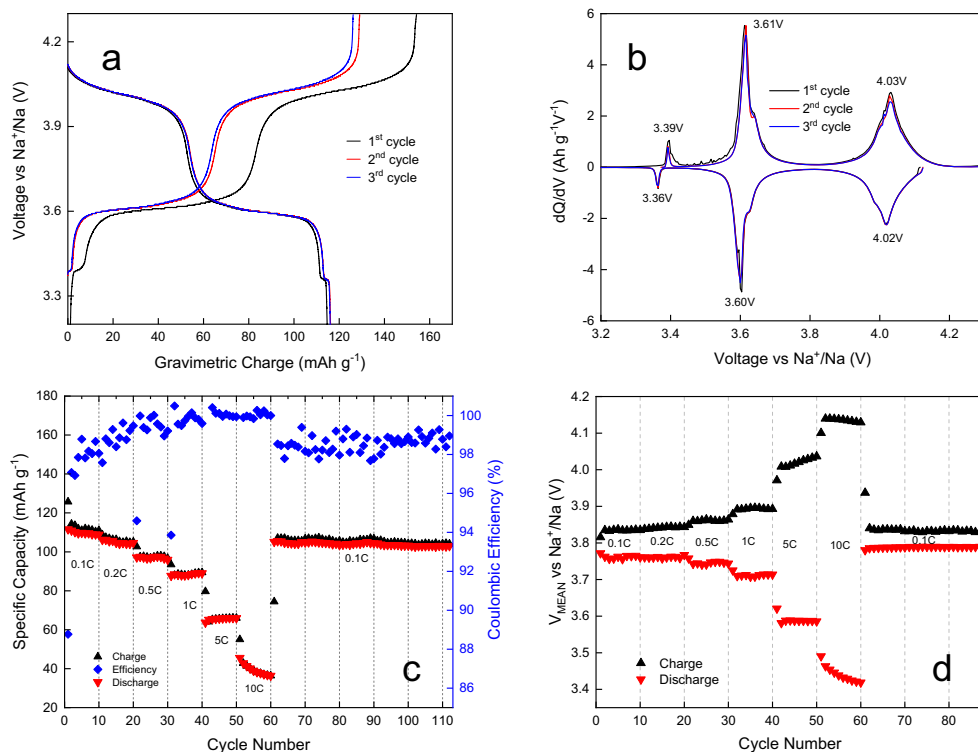 a
4.2
3.9
3.6
3.3
Voltage vs Na⁺/Na (V)
1ˢᵗ cycle
2ⁿᵈ cycle
3ʳᵈ cycle
0 20 40 60 80 100 120 140 160
Gravimetric Charge (mAh g⁻¹)
b
6
4
2
0
-2
-4
-6
dQ/dV (Ah g⁻¹V⁻¹)
3.61V
4.03V
3.39V
1ˢᵗ cycle
2ⁿᵈ cycle
3ʳᵈ cycle
3.36V
4.02V
3.60V
3.2 3.4 3.6 3.8 4.0 4.2
Voltage vs Na⁺/Na (V)
180
160
140
120
100
80
60
40
20
0
Specific Capacity (mAh g⁻¹)
100
98
96
94
92
90
88
86
Coulombic Efficiency (%)
0.1C
0.2C
0.5C
1C
5C
10C
0.1C
Charge
Efficiency
Discharge
c
0 10 20 30 40 50 60 70 80 90 100 110
Cycle Number
4.2
4.1
4.0
3.9
3.8
3.7
3.6
3.5
3.4
V_MEAN vs Na⁺/Na (V)
0.1C
0.2C
0.5C
1C
5C
10C
0.1C
Charge
Discharge
d
0 10 20 30 40 50 60 70 80
Cycle Number